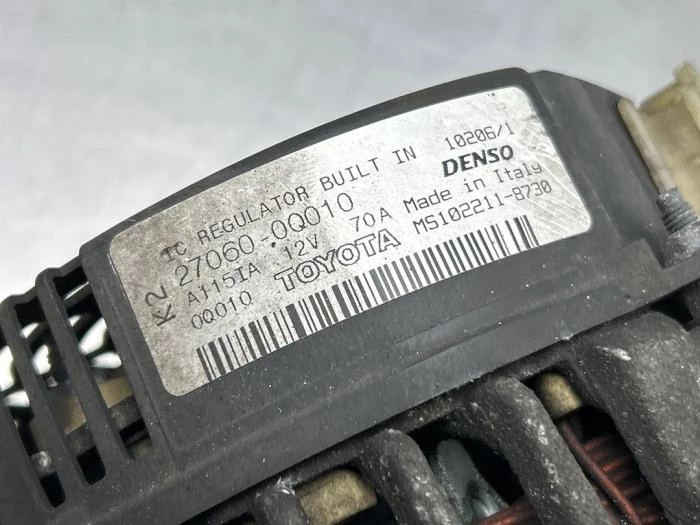 K2 IC REGULATOR BUILT IN 10206/1
27060-0Q010 DENSO
A115IA 12V 70A Made in Italy
0Q010 TOYOTA MS102211-8730